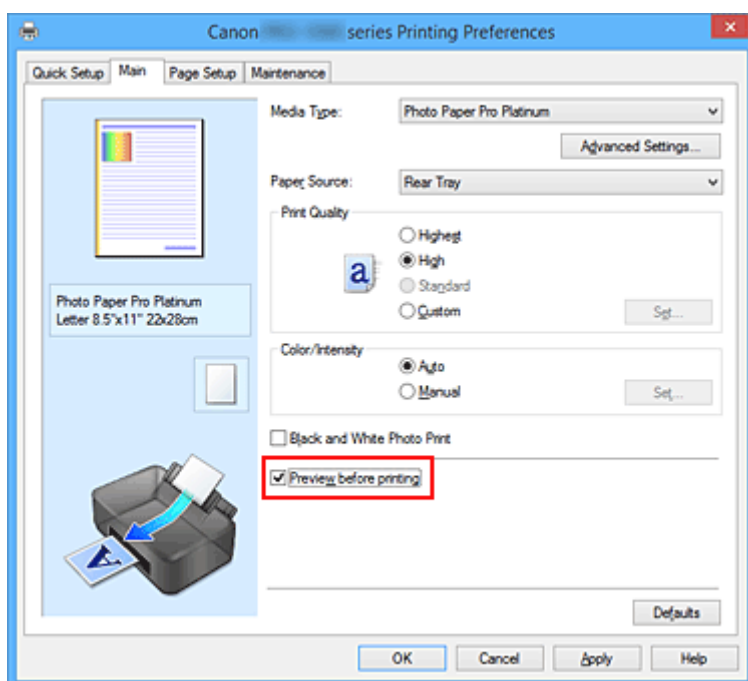 Canon series Printing Preferences
Quick Setup Main Page Setup Maintenance
Media Type: Photo Paper Pro Platinum
Advanced Settings...
Paper Source: Rear Tray
Print Quality
Highest
High
Standard
Custom Set...
a
Photo Paper Pro Platinum
Letter 8.5"x11" 22x28cm
Color/Intensity
Auto
Manual Set...
Black and White Photo Print
Preview before printing
A
Defaults
OK Cancel Apply Help